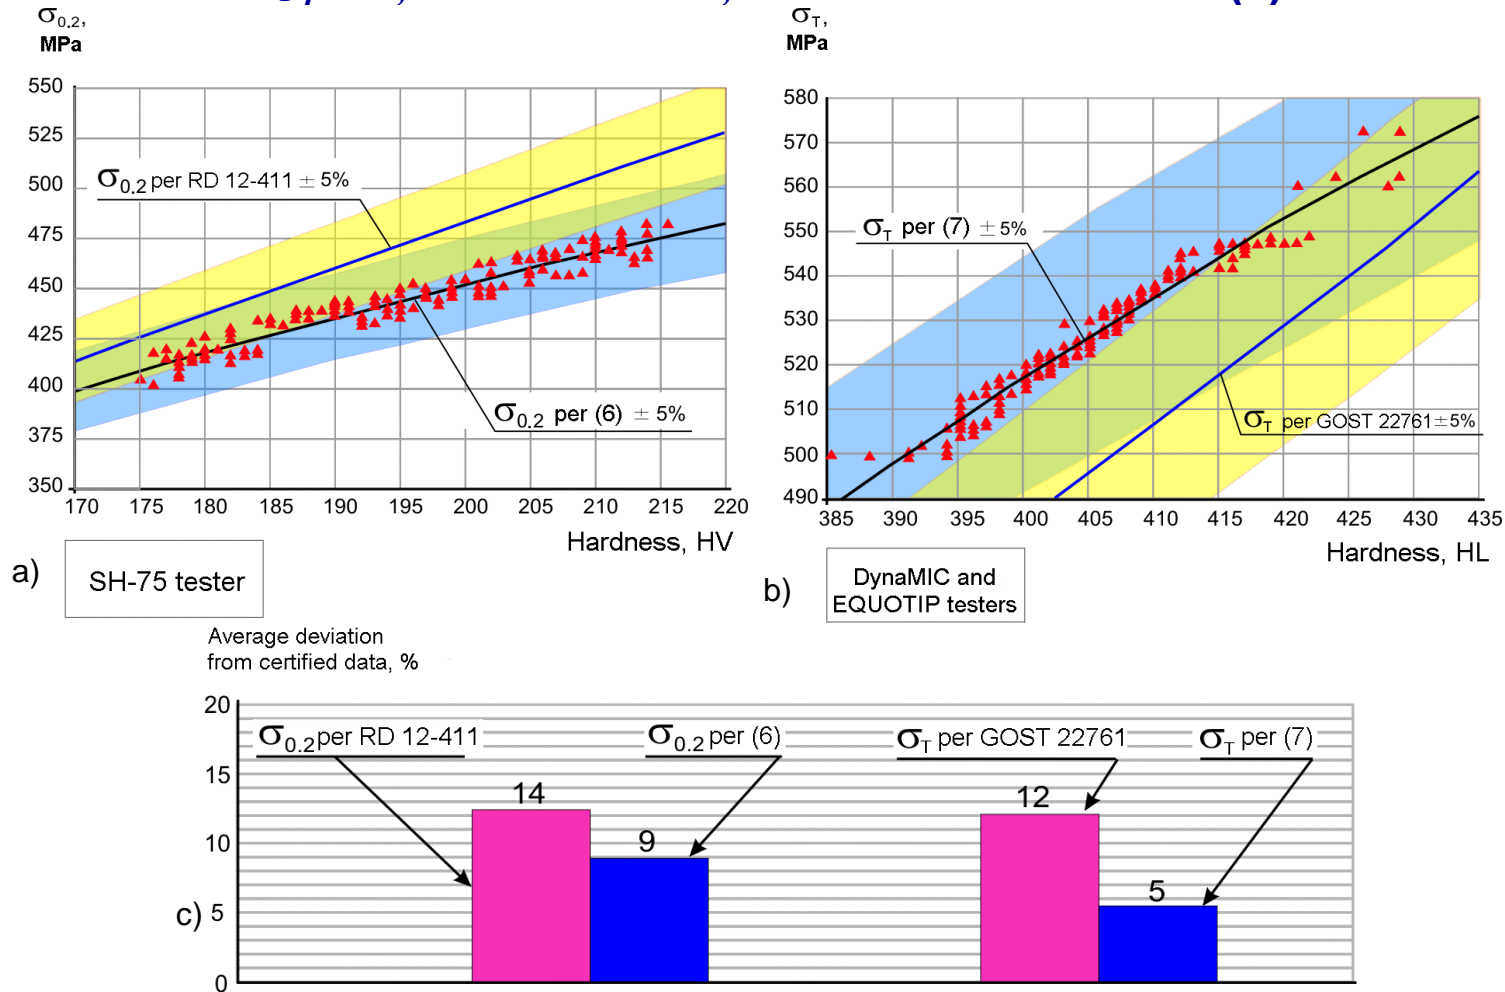 σ0.2,
MPa
550
525
500
475
450
425
400
375
350
170 175 180 185 190 195 200 205 210 215 220
Hardness, HV
σ0.2 per RD 12-411 ± 5%
σ0.2 per (6) ± 5%
a)
SH-75 tester
σT,
MPa
580
570
560
550
540
530
520
510
500
490
385 390 395 400 405 410 415 420 425 430 435
Hardness, HL
σT per (7) ± 5%
σT per GOST 22761±5%
b)
DynaMIC and
EQUOTIP testers
Average deviation
from certified data, %
20
15
10
5
0
c)
σ0.2 per RD 12-411
σ0.2 per (6)
σT per GOST 22761
σT per (7)
14
9
12
5